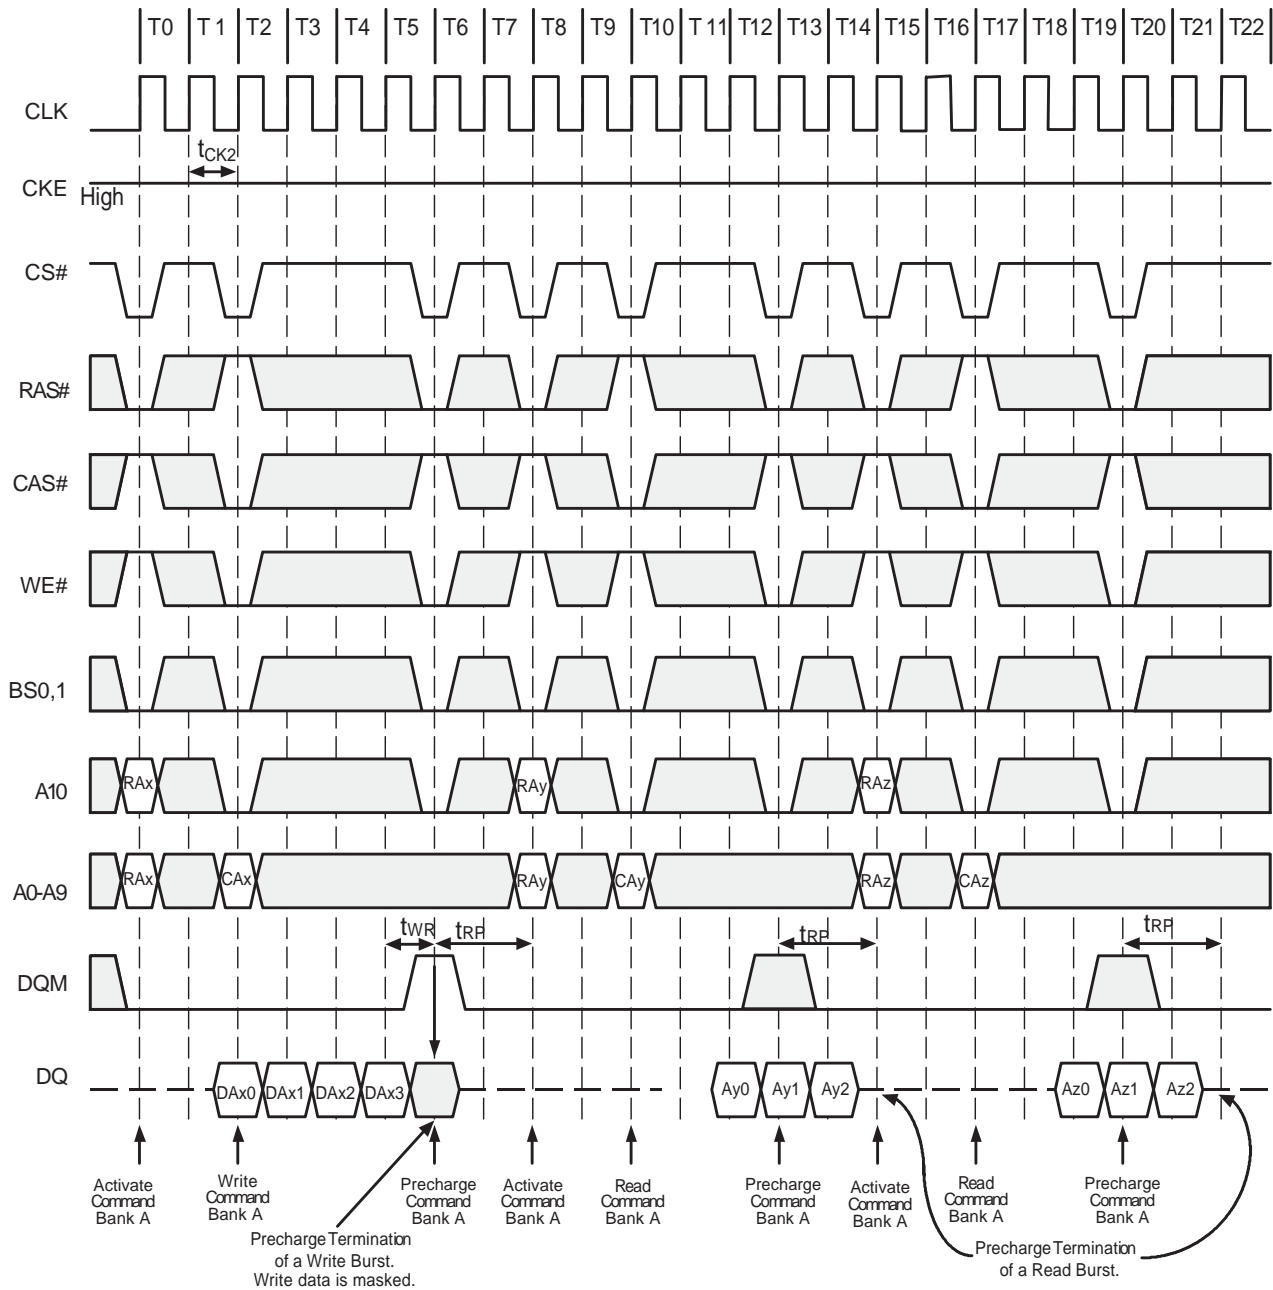 T0 T1 T2 T3 T4 T5 T6 T7 T8 T9 T10 T11 T12 T13 T14 T15 T16 T17 T18 T19 T20 T21 T22
CLK
tCK2
CKE High
CS#
RAS#
CAS#
WE#
BS0,1
A10 RAx RAy RAz
A0-A9 RAx CAx RAy CAy RAz CAz
tWR tRP tRP tRP
DQM
DQ DAx0 DAx1 DAx2 DAx3 Ay0 Ay1 Ay2 Az0 Az1 Az2
Activate
Command
Bank A
Write
Command
Bank A
Precharge
Command
Bank A
Activate
Command
Bank A
Read
Command
Bank A
Precharge
Command
Bank A
Activate
Command
Bank A
Read
Command
Bank A
Precharge
Command
Bank A
Precharge Termination
of a Write Burst.
Write data is masked.
Precharge Termination
of a Read Burst.